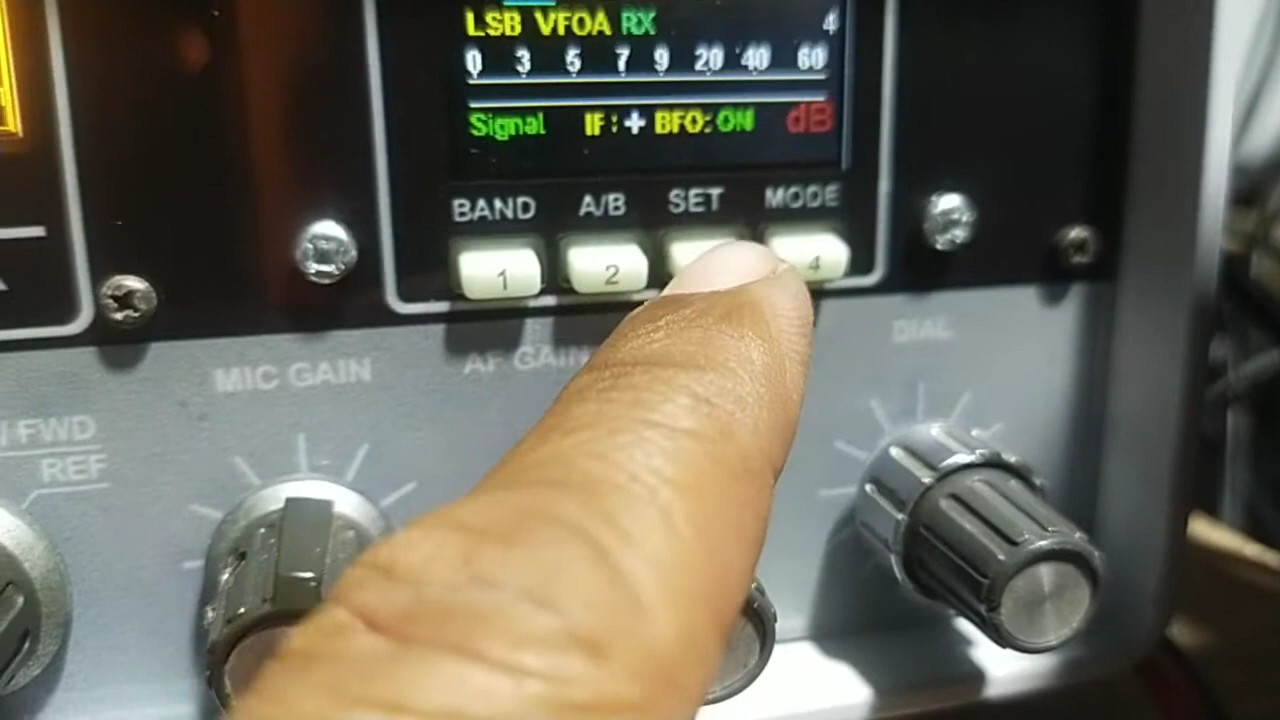 LSB VFOA RX 4
0 3 5 7 9 20 40 60
Signal IF:+ BFO:ON dB
BAND A/B SET MODE
1 2 4
DIAL
MIC GAIN AF GAIN
FWD
REF